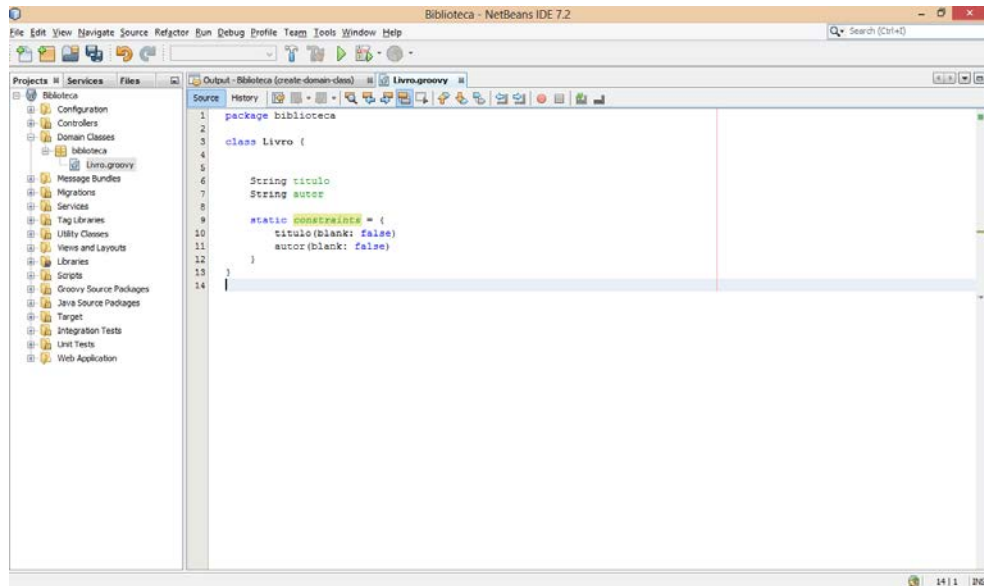 Biblioteca - NetBeans IDE 7.2
File Edit View Navigate Source Refactor Run Debug Profile Team Tools Window Help
Search (Ctrl+I)
Projects Services Files
Output - Biblioteca (create-domain-class) Livro.groovy
Source History
Biblioteca
Configuration
Controllers
Domain Classes
biblioteca
Livro.groovy
Message Bundles
Migrations
Services
Tag Libraries
Utility Classes
Views and Layouts
Libraries
Scripts
Groovy Source Packages
Java Source Packages
Target
Integration Tests
Unit Tests
Web Application
1 package biblioteca
2
3 class Livro {
4
5
6 String titulo
7 String autor
8
9 static constraints = {
10 titulo(blank: false)
11 autor(blank: false)
12 }
13 }
14
14 | 1 INS